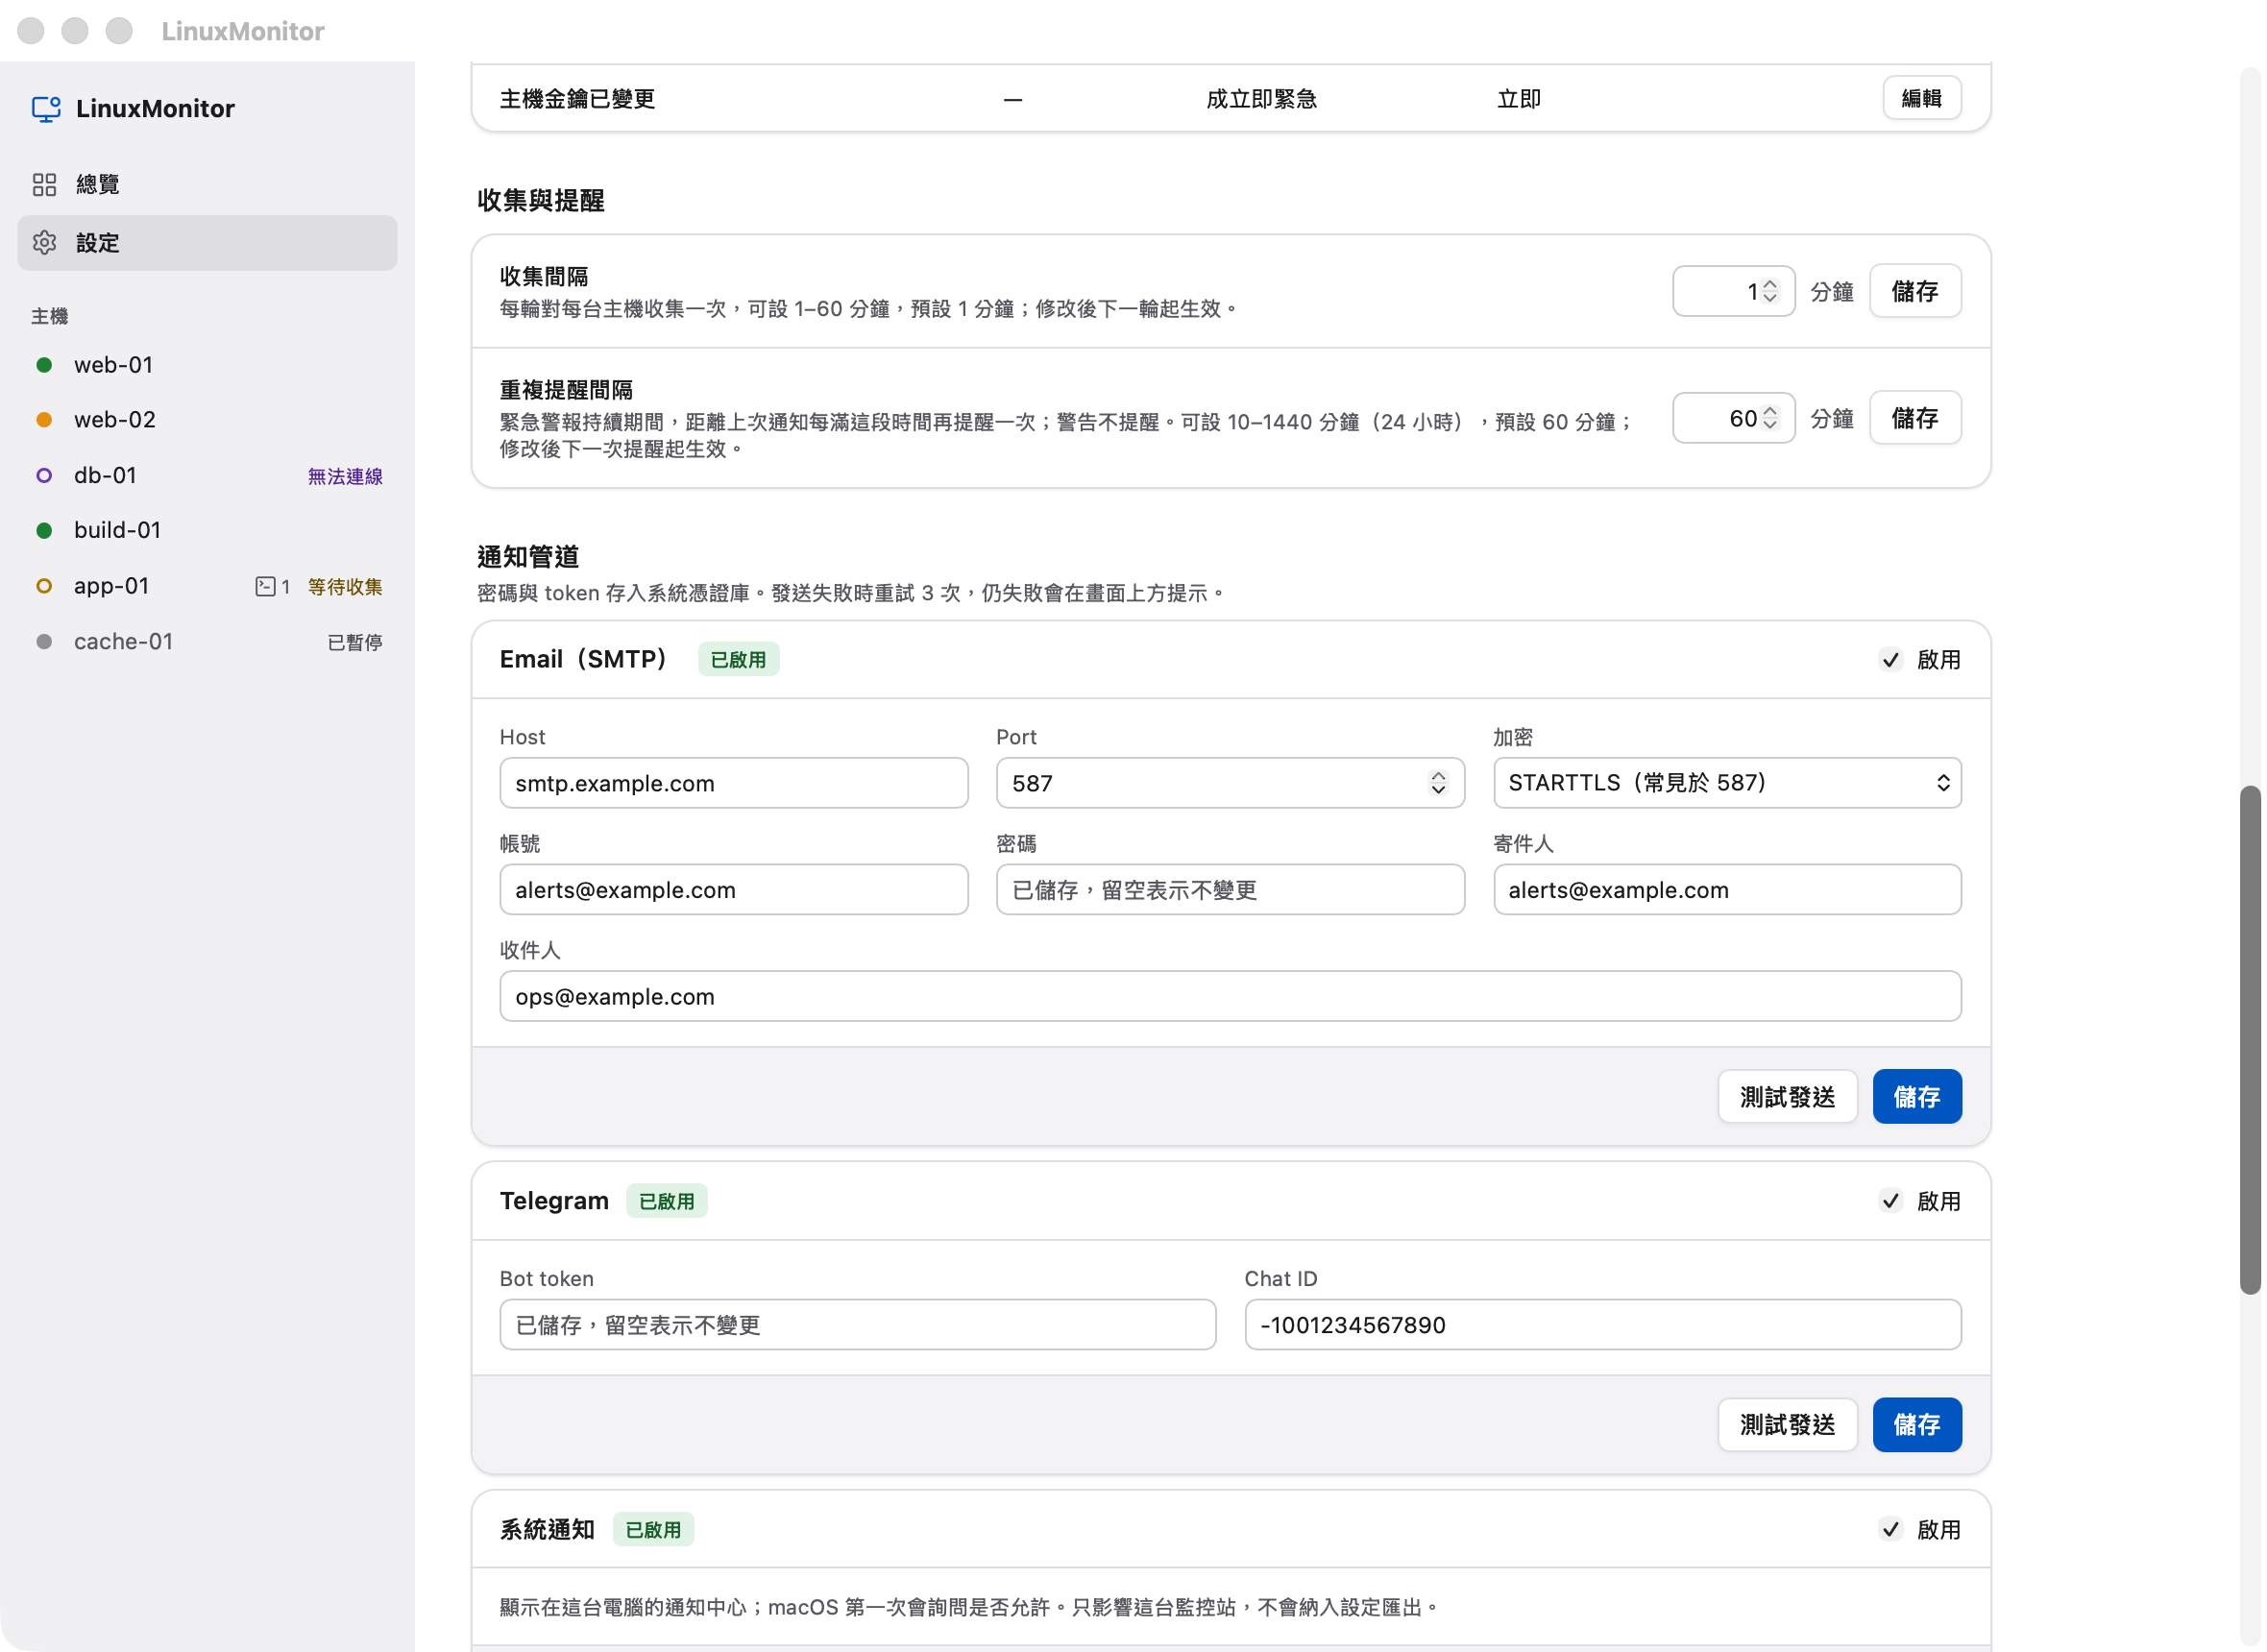 LinuxMonitor
LinuxMonitor
總覽
設定
主機
web-01
web-02
db-01 無法連線
build-01
app-01 1 等待收集
cache-01 已暫停
主機金鑰已變更 — 成立即緊急 立即 編輯
收集與提醒
收集間隔
每輪對每台主機收集一次，可設 1–60 分鐘，預設 1 分鐘；修改後下一輪起生效。
1 分鐘 儲存
重複提醒間隔
緊急警報持續期間，距離上次通知每滿這段時間再提醒一次；警告不提醒。可設 10–1440 分鐘（24 小時），預設 60 分鐘；
修改後下一次提醒起生效。
60 分鐘 儲存
通知管道
密碼與 token 存入系統憑證庫。發送失敗時重試 3 次，仍失敗會在畫面上方提示。
Email（SMTP） 已啟用 啟用
Host Port 加密
smtp.example.com 587 STARTTLS（常見於 587）
帳號 密碼 寄件人
alerts@example.com 已儲存，留空表示不變更 alerts@example.com
收件人
ops@example.com
測試發送 儲存
Telegram 已啟用 啟用
Bot token Chat ID
已儲存，留空表示不變更 -1001234567890
測試發送 儲存
系統通知 已啟用 啟用
顯示在這台電腦的通知中心；macOS 第一次會詢問是否允許。只影響這台監控站，不會納入設定匯出。